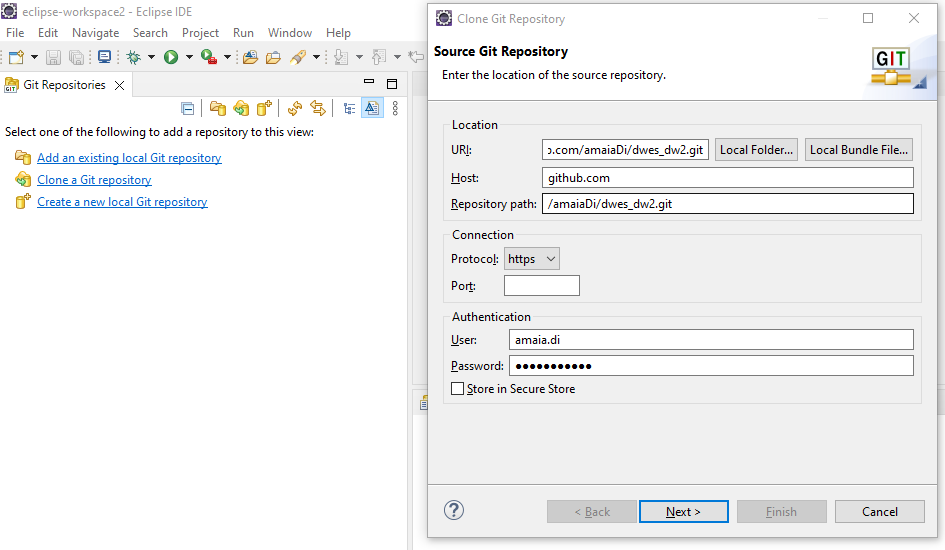 eclipse-workspace2 - Eclipse IDE
File Edit Navigate Search Project Run Window Help
Git Repositories
Select one of the following to add a repository to this view:
Add an existing local Git repository
Clone a Git repository
Create a new local Git repository
Clone Git Repository
Source Git Repository
Enter the location of the source repository.
GIT
Location
URI: o.com/amaiaDi/dwes_dw2.git Local Folder... Local Bundle File...
Host: github.com
Repository path: /amaiaDi/dwes_dw2.git
Connection
Protocol: https
Port:
Authentication
User: amaia.di
Password: ●●●●●●●●●●●
Store in Secure Store
? < Back Next > Finish Cancel